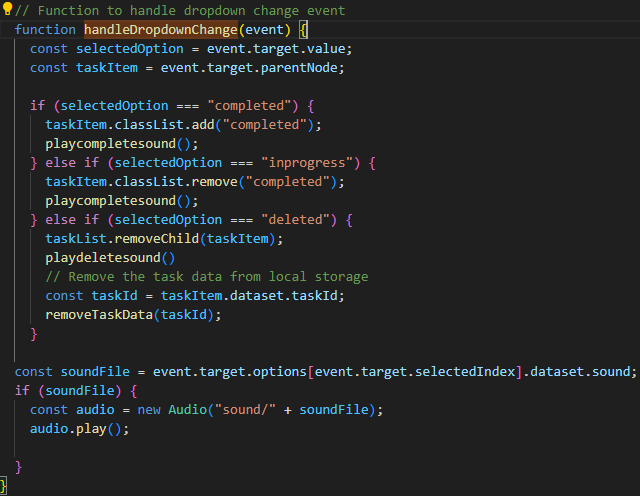 // Function to handle dropdown change event
function handleDropdownChange(event) {
const selectedOption = event.target.value;
const taskItem = event.target.parentNode;
if (selectedOption === "completed") {
taskItem.classList.add("completed");
playcompletesound();
} else if (selectedOption === "inprogress") {
taskItem.classList.remove("completed");
playcompletesound();
} else if (selectedOption === "deleted") {
taskList.removeChild(taskItem);
playdeletesound()
// Remove the task data from local storage
const taskId = taskItem.dataset.taskId;
removeTaskData(taskId);
}
const soundFile = event.target.options[event.target.selectedIndex].dataset.sound;
if (soundFile) {
const audio = new Audio("sound/" + soundFile);
audio.play();
}
}